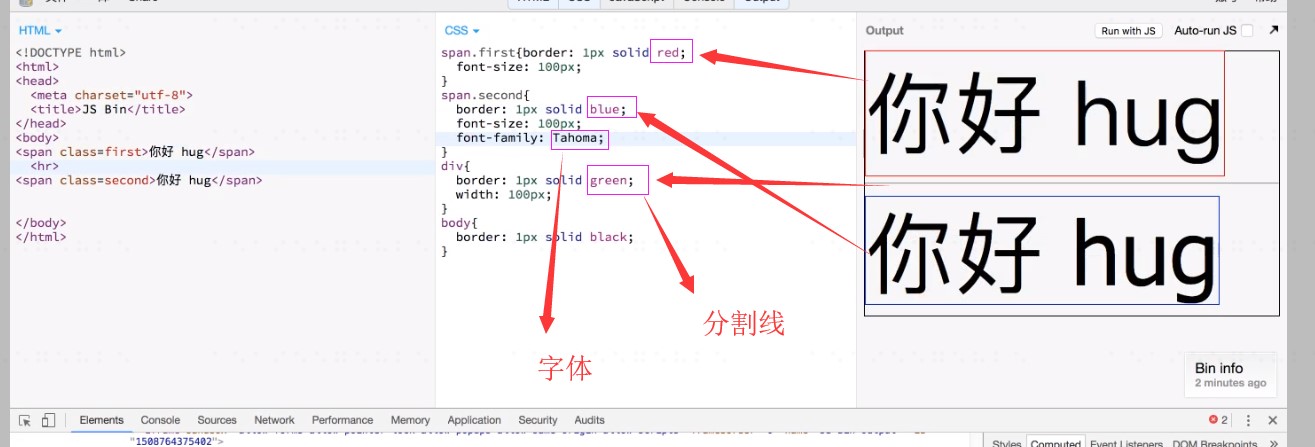 HTML
CSS
Output
Run with JS
Auto-run JS
<!DOCTYPE html>
<html>
<head>
<meta charset="utf-8">
<title>JS Bin</title>
</head>
<body>
<span class=first>你好 hug</span>
<hr>
<span class=second>你好 hug</span>
</body>
</html>
span.first{border: 1px solid red;
font-size: 100px;
}
span.second{
border: 1px solid blue;
font-size: 100px;
font-family: Tahoma;
}
div{
border: 1px solid green;
width: 100px;
}
body{
border: 1px solid black;
}
字体
分割线
你好 hug
你好 hug
Bin info
2 minutes ago
Elements Console Sources Network Performance Memory Application Security Audits
2
"1508764375402">
Styles Computed Event Listeners DOM Breakpoints